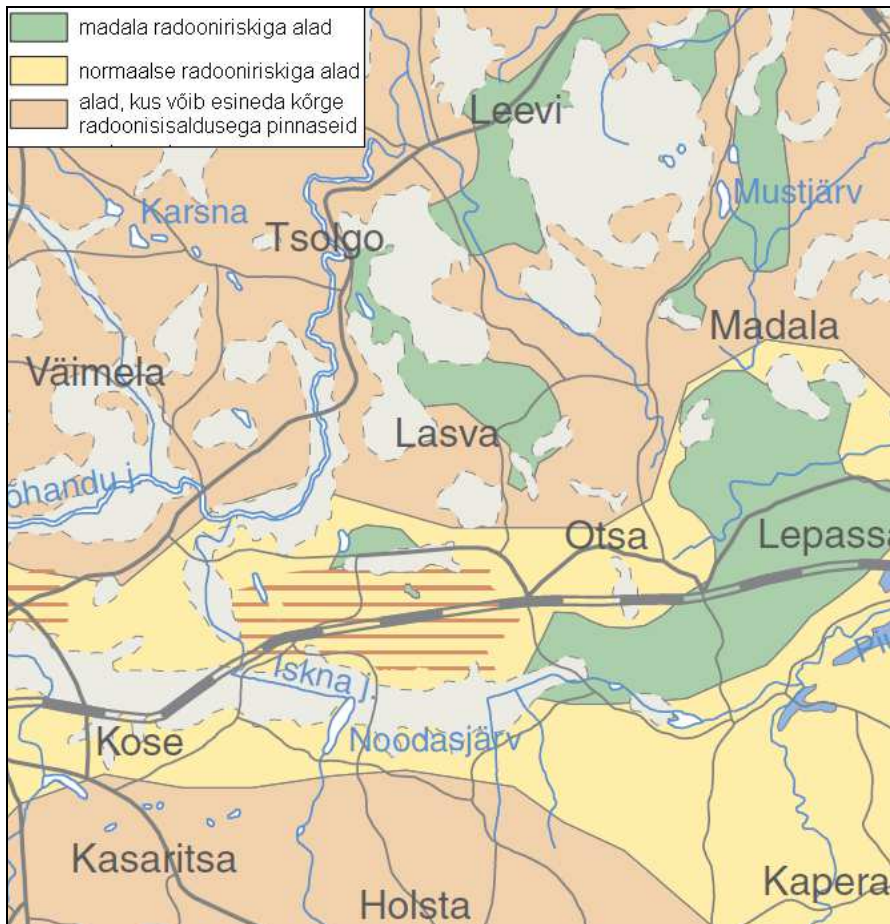 madala radooniriskiga alad
normaalse radooniriskiga alad
alad, kus võib esineda kõrge
radoonisisaldusega pinnaseid
Leevi
Mustjärv
Karsna
Tsolgo
Madala
Väimela
Lasva
õhandu j.
Otsa
Lepassa
Iskna j.
Kose
Noodasjärv
Kasaritsa
Holsta
Kapera